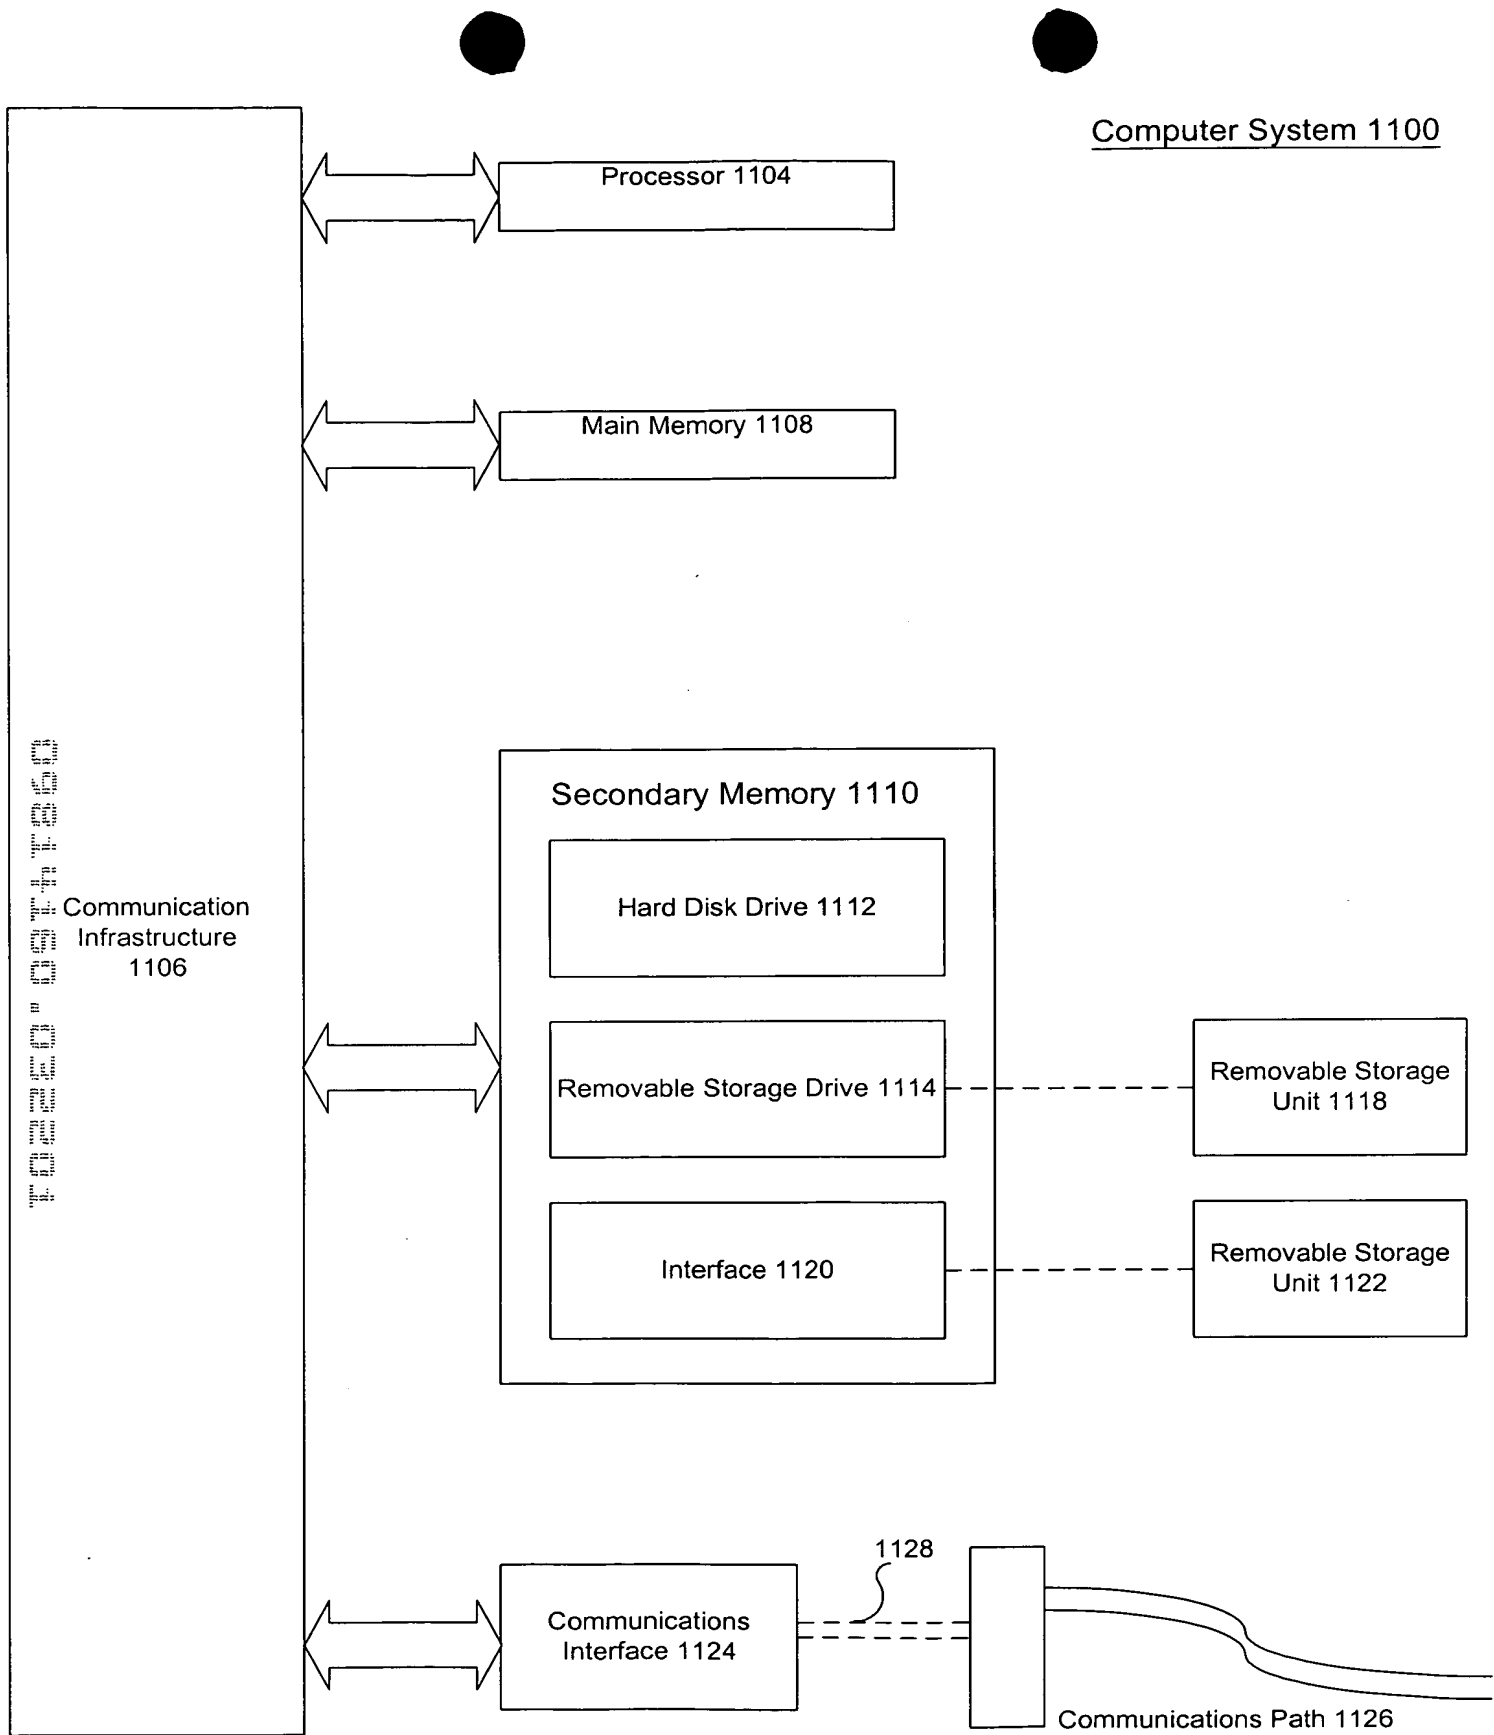 Computer System 1100
Processor 1104
Main Memory 1108
Secondary Memory 1110
Hard Disk Drive 1112
Communication
Infrastructure
1106
Removable Storage Drive 1114
Removable Storage
Unit 1118
Interface 1120
Removable Storage
Unit 1122
1128
Communications
Interface 1124
Communications Path 1126